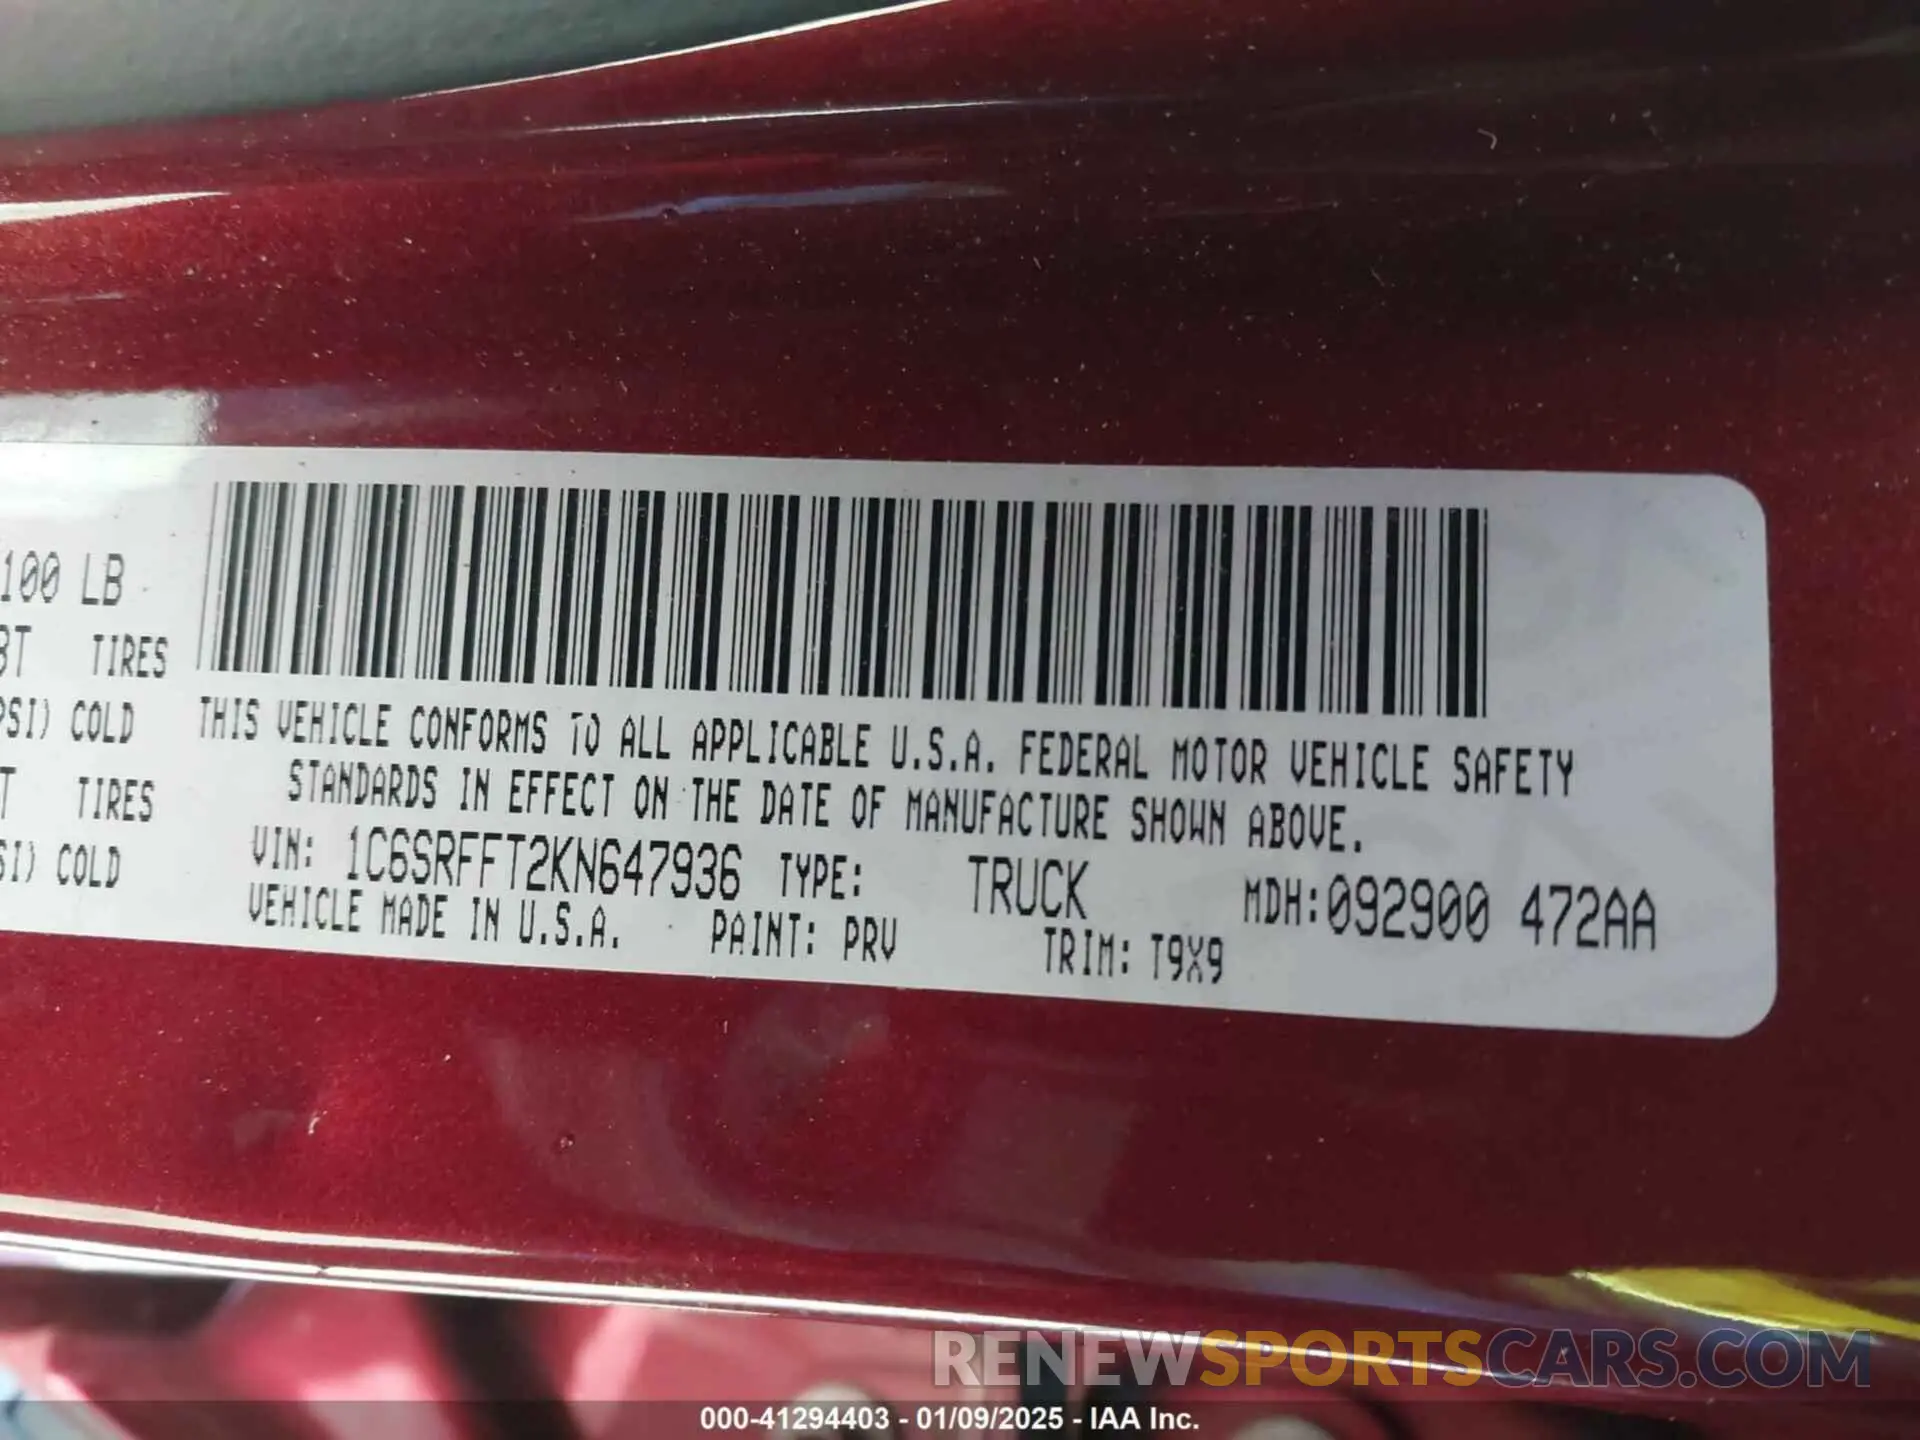 100 LB
TIRES
PSI) COLD
T TIRES
SI) COLD
THIS VEHICLE CONFORMS TO ALL APPLICABLE U.S.A. FEDERAL MOTOR VEHICLE SAFETY
STANDARDS IN EFFECT ON THE DATE OF MANUFACTURE SHOWN ABOVE.
VIN: 1C6SRFFT2KN647936 TYPE: TRUCK MDH:092900 472AA
VEHICLE MADE IN U.S.A. PAINT: PRV TRIM: T9X9
RENEWSPORTSCARS.COM
000-41294403 - 01/09/2025 - IAA Inc.